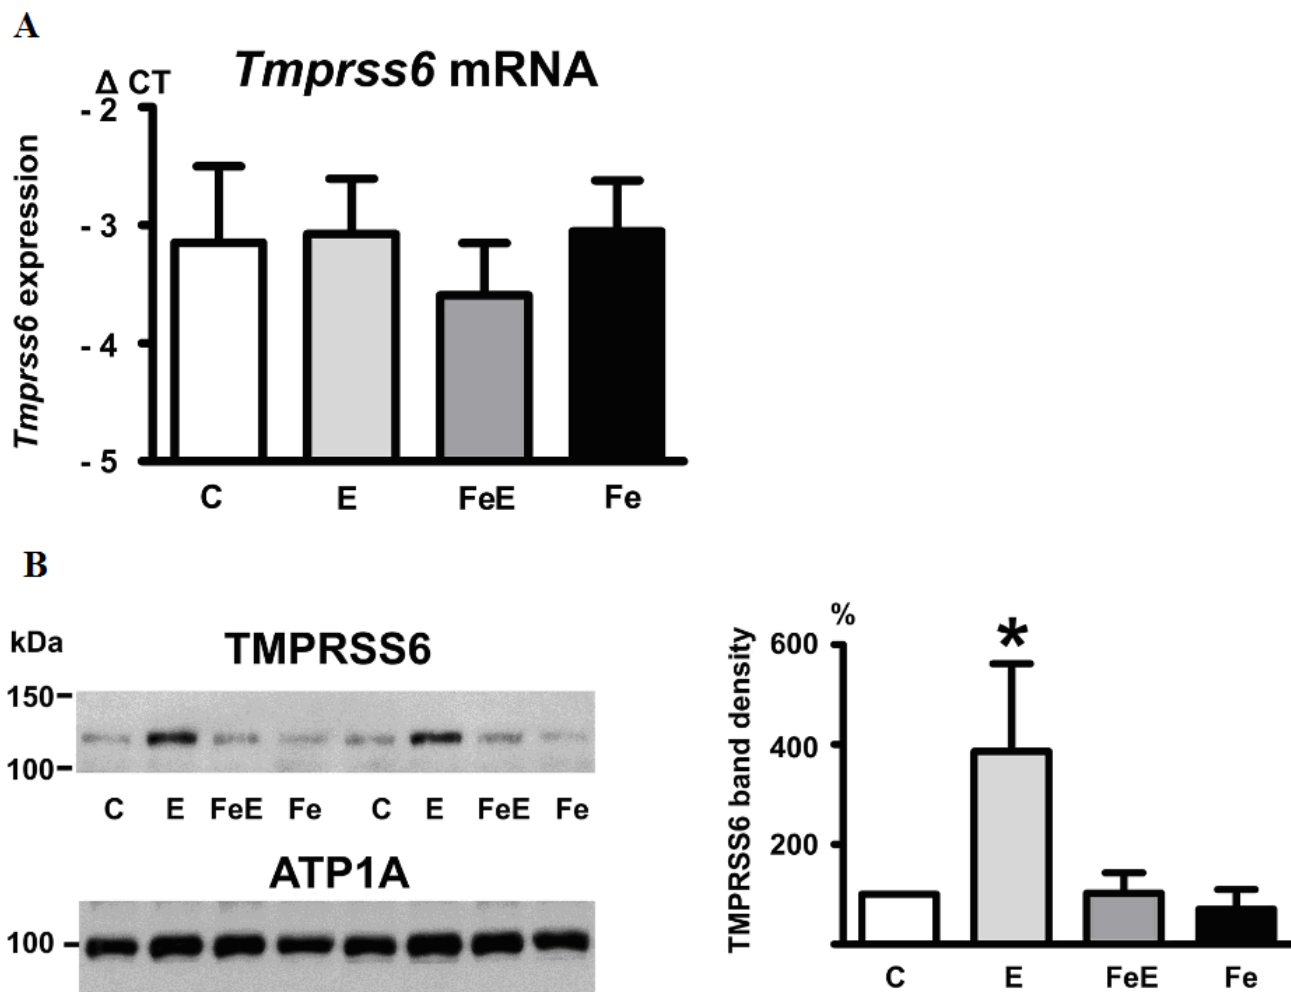 A
Δ CT
Tmprss6 mRNA
Tmprss6 expression
- 2
- 3
- 4
- 5
C E FeE Fe
B
kDa
TMPRSS6
150
100
C E FeE Fe C E FeE Fe
ATP1A
100
%
TMPRSS6 band density
*
600
400
200
C E FeE Fe